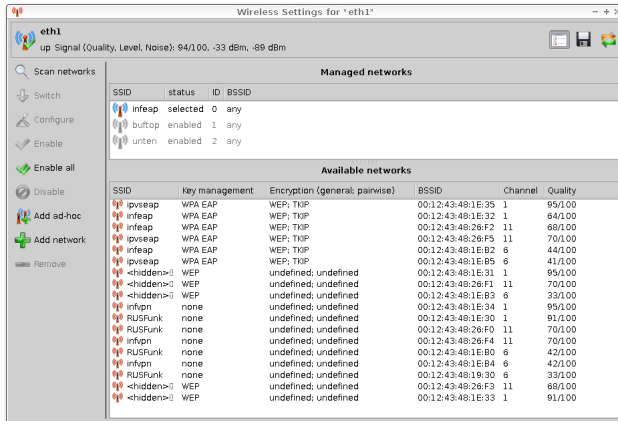 Wireless Settings for "eth1"
eth1
up Signal (Quality, Level, Noise): 94/100, -33 dBm, -89 dBm
Scan networks
Switch
Configure
Enable
Enable all
Disable
Add ad-hoc
Add network
Remove
Managed networks
SSID status ID BSSID
infeap selected 0 any
buftop enabled 1 any
unten enabled 2 any
Available networks
SSID Key management Encryption (general; pairwise) BSSID Channel Quality
ipvseap WPA EAP WEP; TKIP 00:12:43:48:1E:35 1 95/100
infeap WPA EAP WEP; TKIP 00:12:43:48:1E:32 1 64/100
infeap WPA EAP WEP; TKIP 00:12:43:48:26:F2 11 68/100
ipvseap WPA EAP WEP; TKIP 00:12:43:48:26:F5 11 70/100
infeap WPA EAP WEP; TKIP 00:12:43:48:1E:B2 6 44/100
ipvseap WPA EAP WEP; TKIP 00:12:43:48:1E:B5 6 41/100
<hidden> WEP undefined; undefined 00:12:43:48:1E:31 1 95/100
<hidden> WEP undefined; undefined 00:12:43:48:26:F1 11 70/100
<hidden> WEP undefined; undefined 00:12:43:48:1E:B3 6 33/100
infvpn none undefined; undefined 00:12:43:48:1E:34 1 95/100
RUSFunk none undefined; undefined 00:12:43:48:1E:30 1 91/100
RUSFunk none undefined; undefined 00:12:43:48:26:F0 11 70/100
infvpn none undefined; undefined 00:12:43:48:26:F4 11 70/100
RUSFunk none undefined; undefined 00:12:43:48:1E:B0 6 42/100
infvpn none undefined; undefined 00:12:43:48:1E:B4 6 42/100
RUSFunk none undefined; undefined 00:12:43:48:19:30 6 33/100
<hidden> WEP undefined; undefined 00:12:43:48:26:F3 11 68/100
<hidden> WEP undefined; undefined 00:12:43:48:1E:33 1 91/100